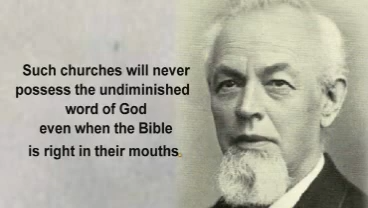 Such churches will never
possess the undiminished
word of God
even when the Bible
is right in their mouths.